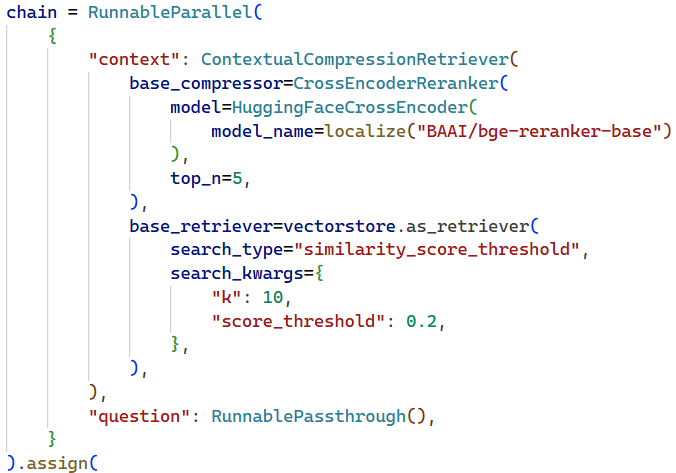 chain = RunnableParallel(
    {
        "context": ContextualCompressionRetriever(
            base_compressor=CrossEncoderReranker(
                model=HuggingFaceCrossEncoder(
                    model_name=localize("BAAI/bge-reranker-base")
                ),
                top_n=5,
            ),
            base_retriever=vectorstore.as_retriever(
                search_type="similarity_score_threshold",
                search_kwargs={
                    "k": 10,
                    "score_threshold": 0.2,
                },
            ),
        ),
        "question": RunnablePassthrough(),
    }
).assign(